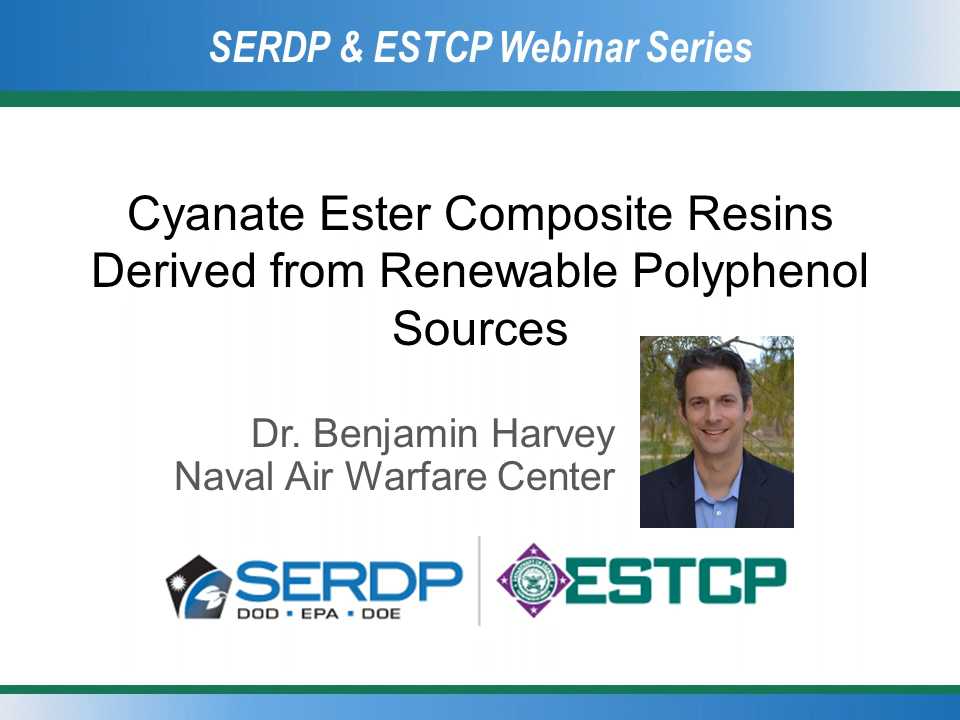 SERDP & ESTCP Webinar Series
Cyanate Ester Composite Resins
Derived from Renewable Polyphenol
Sources
Dr. Benjamin Harvey
Naval Air Warfare Center
SERDP
DOD • EPA • DOE
ESTCP